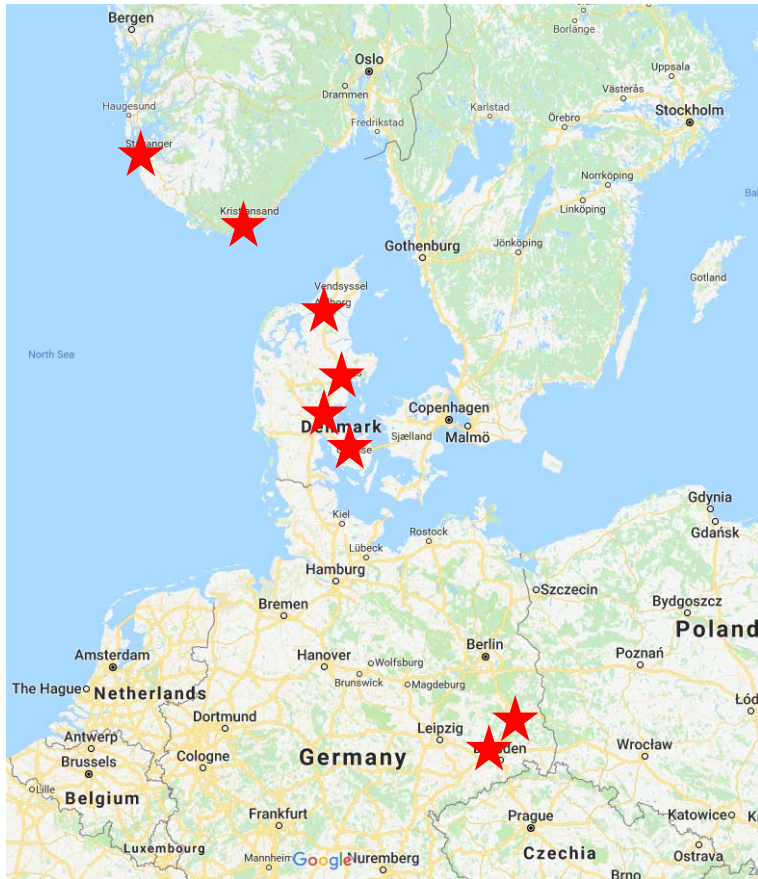 Bergen
Borlänge
Oslo
Uppsala
Drammen
Västerås
Haugesund
Karlstad
Örebro
Stockholm
Fredrikstad
Norrköping
Linköping
Kristiansand
Gothenburg
Jönköping
Gotland
Vendsyssel
North Sea
Copenhagen
Denmark
Sjælland
Malmö
Gdynia
Kiel
Rostock
Gdańsk
Lübeck
Hamburg
Szczecin
Bremen
Bydgoszcz
Poland
Berlin
Amsterdam
Hanover
Wolfsburg
Poznań
Brunswick
Magdeburg
The Hague
Netherlands
Dortmund
Leipzig
Antwerp
Wrocław
Brussels
Cologne
Germany
Lille
Belgium
Frankfurt
Prague
Katowice
Luxembourg
Czechia
Ostrava
Mannheim
Google
Nuremberg
Brno